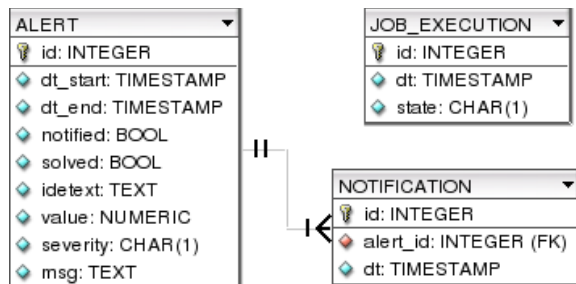 ALERT
id: INTEGER
dt_start: TIMESTAMP
dt_end: TIMESTAMP
notified: BOOL
solved: BOOL
idetext: TEXT
value: NUMERIC
severity: CHAR(1)
msg: TEXT
JOB_EXECUTION
id: INTEGER
dt: TIMESTAMP
state: CHAR(1)
NOTIFICATION
id: INTEGER
alert_id: INTEGER (FK)
dt: TIMESTAMP